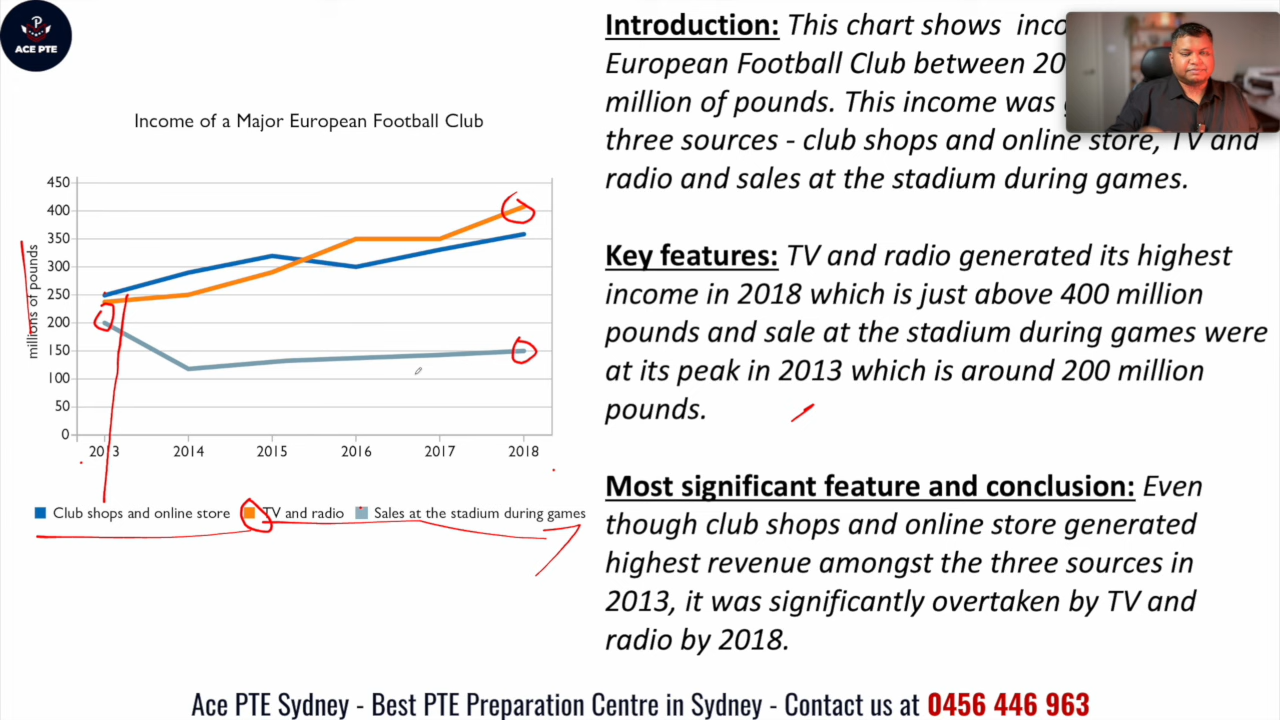 P
ACE PTE
Income of a Major European Football Club
450
400
350
300
250
200
150
100
50
0
millions of pounds
2013
2014
2015
2016
2017
2018
Club shops and online store
TV and radio
Sales at the stadium during games
Introduction: This chart shows
European Football Club between
million of pounds. This income was
three sources - club shops and online store, TV and
radio and sales at the stadium during games.
Key features: TV and radio generated its highest
income in 2018 which is just above 400 million
pounds and sale at the stadium during games were
at its peak in 2013 which is around 200 million
pounds.
Most significant feature and conclusion: Even
though club shops and online store generated
highest revenue amongst the three sources in
2013, it was significantly overtaken by TV and
radio by 2018.
Ace PTE Sydney - Best PTE Preparation Centre in Sydney - Contact us at 0456 446 963